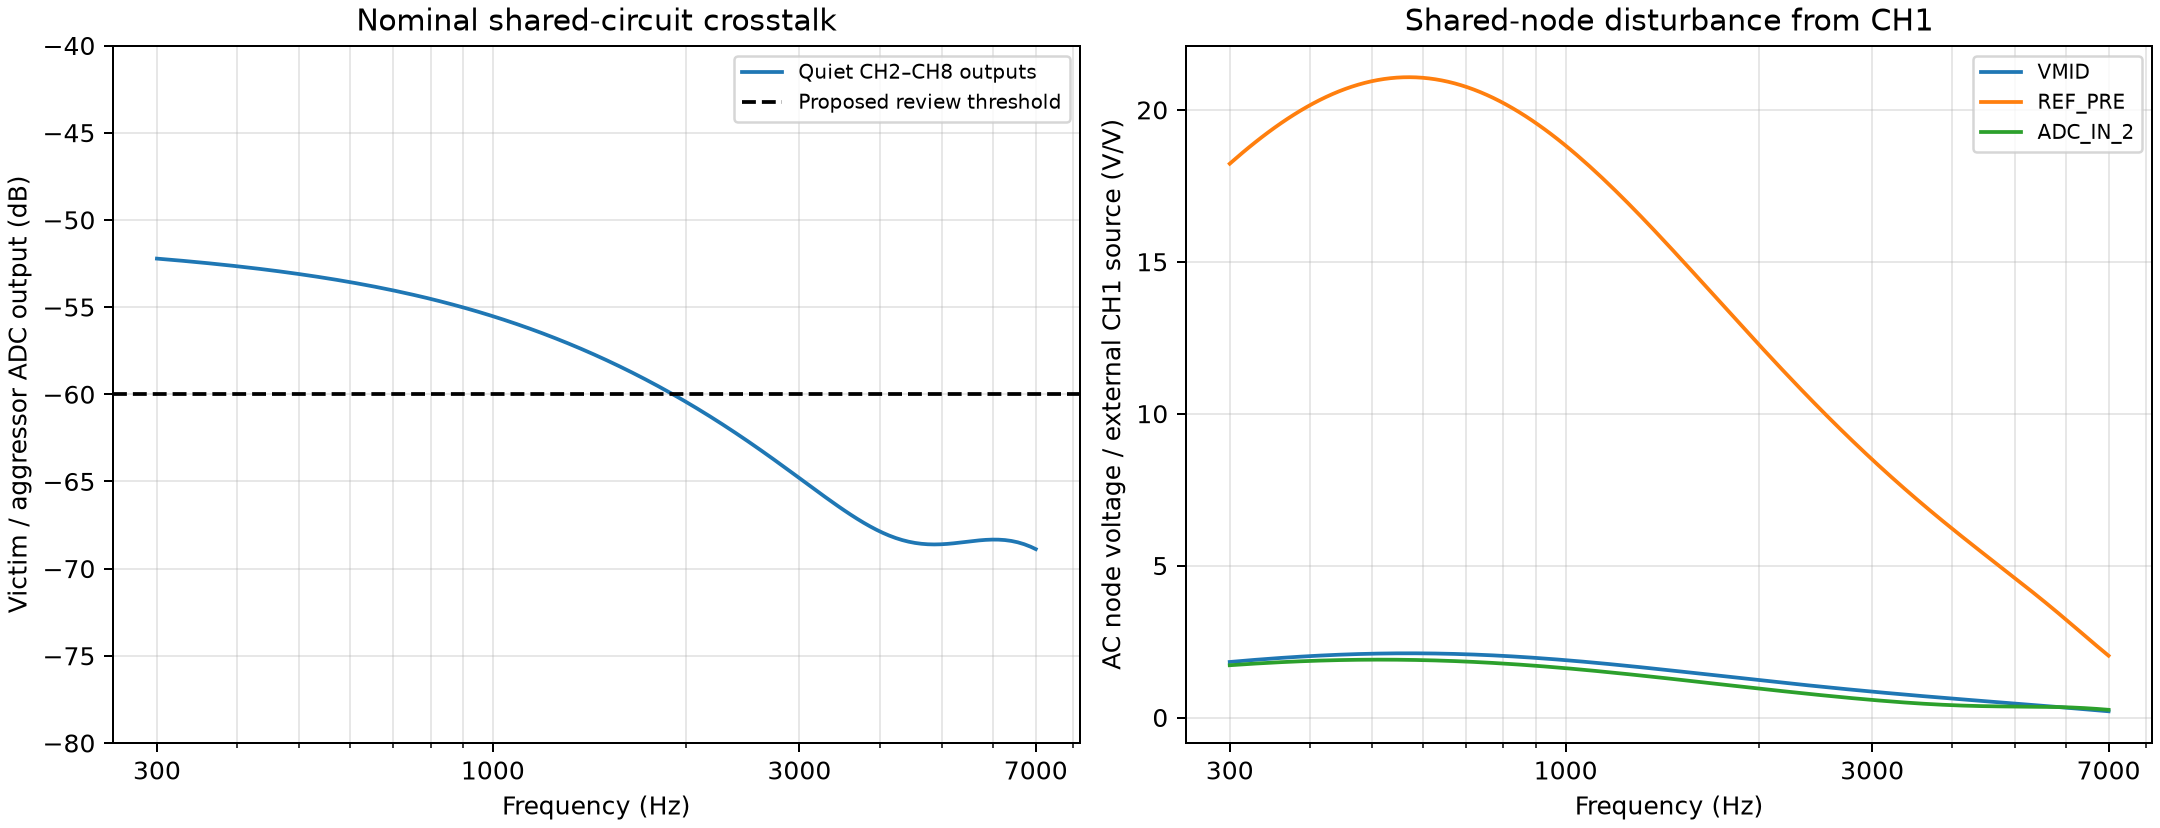 Nominal shared-circuit crosstalk
Victim / aggressor ADC output (dB)
−40
−45
−50
−55
−60
−65
−70
−75
−80
Quiet CH2–CH8 outputs
Proposed review threshold
300
1000
3000
7000
Frequency (Hz)
Shared-node disturbance from CH1
AC node voltage / external CH1 source (V/V)
20
15
10
5
0
VMID
REF_PRE
ADC_IN_2
300
1000
3000
7000
Frequency (Hz)